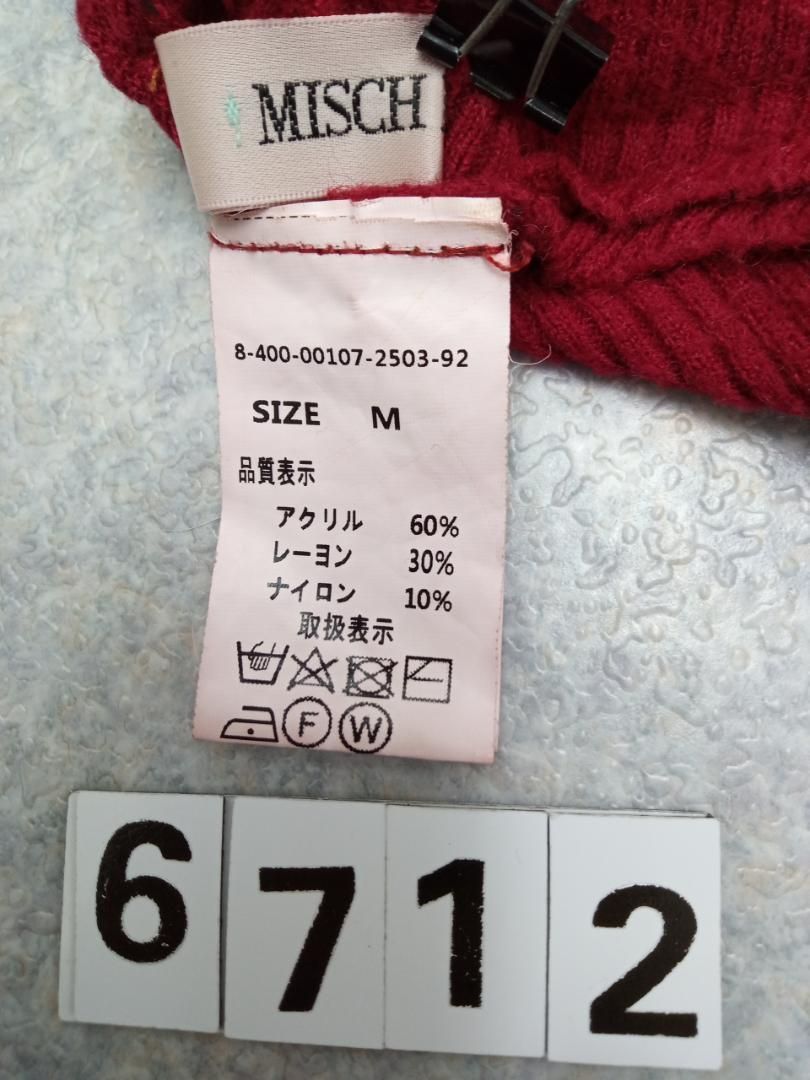 MISCH
8-400-00107-2503-92
SIZE M
品質表示
アクリル 60%
レーヨン 30%
ナイロン 10%
取扱表示
F W
6712